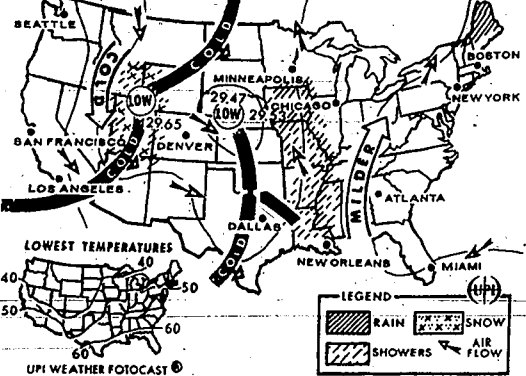 SEATTLE
COLD
COLD
LOW
29.65
MINNEAPOLIS
29.47
LOW
29.53
CHICAGO
BOSTON
NEW YORK
SAN FRANCISCO
DENVER
COLD
LOS ANGELES
MILDER
ATLANTA
DALLAS
COLD
NEW ORLEANS
MIAMI
LOWEST TEMPERATURES
40
40
50
50
60
60
UPI WEATHER FOTOCAST ®
UPI
LEGEND
RAIN
SNOW
SHOWERS
AIR FLOW